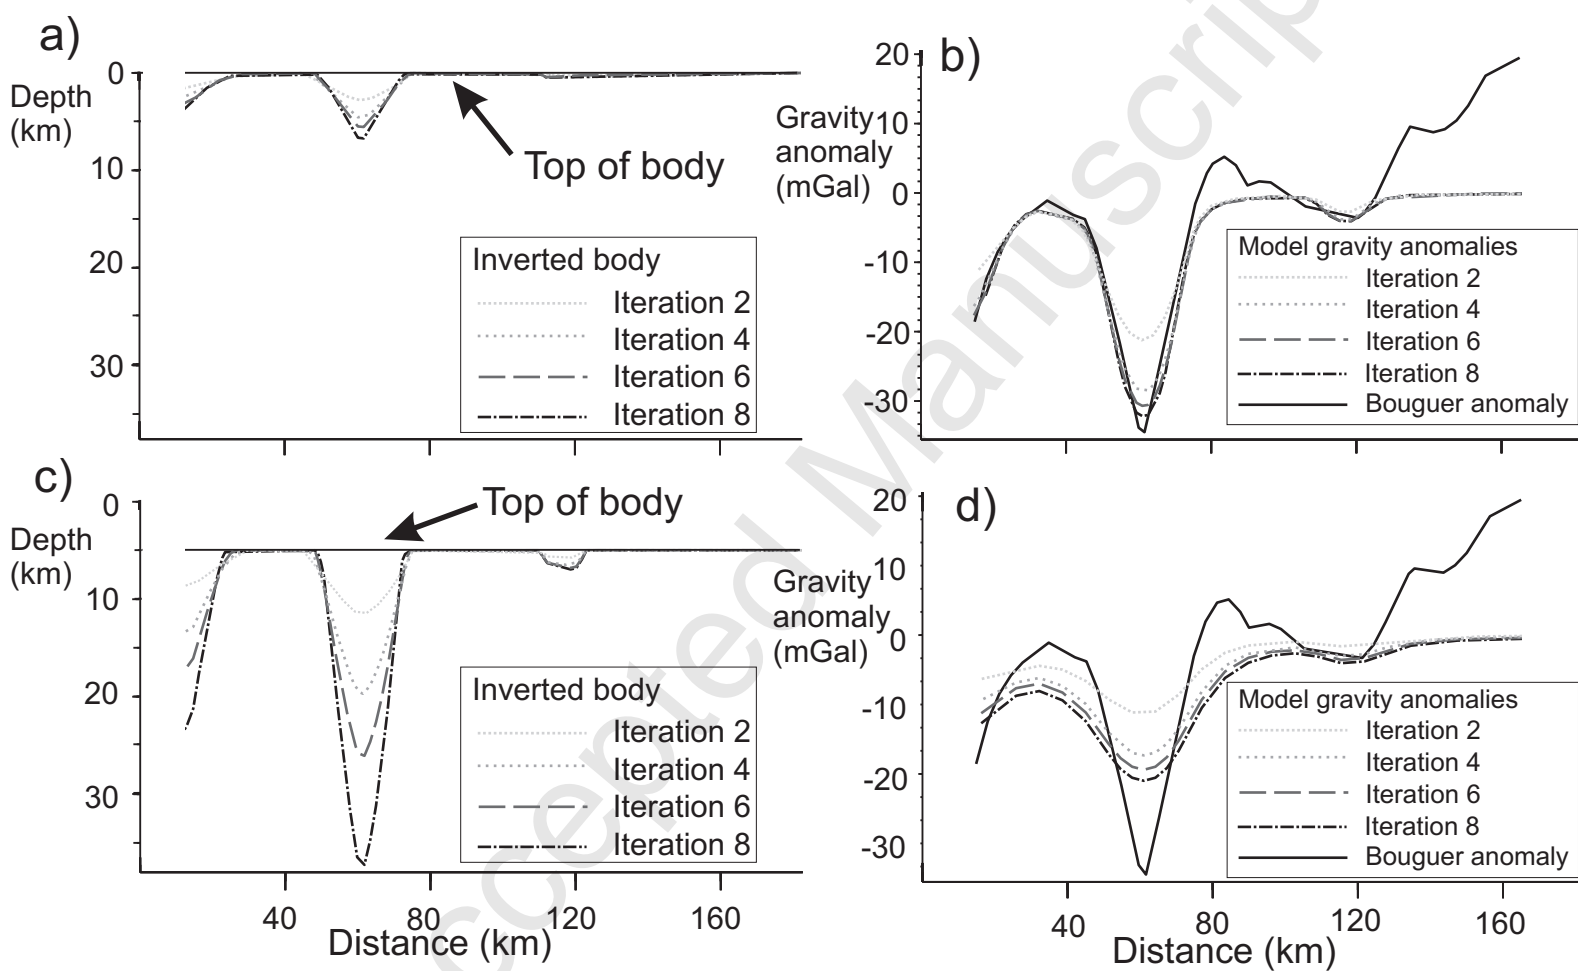 a)
0
10
20
30
Depth
(km)
Top of body
Inverted body
Iteration 2
Iteration 4
Iteration 6
Iteration 8
b)
20
10
0
-10
-20
-30
Gravity
anomaly
(mGal)
Model gravity anomalies
Iteration 2
Iteration 4
Iteration 6
Iteration 8
Bouguer anomaly
c)
0
10
20
30
Depth
(km)
Top of body
Inverted body
Iteration 2
Iteration 4
Iteration 6
Iteration 8
40
80
120
160
Distance (km)
d)
20
10
0
-10
-20
-30
Gravity
anomaly
(mGal)
Model gravity anomalies
Iteration 2
Iteration 4
Iteration 6
Iteration 8
Bouguer anomaly
40
80
120
160
Distance (km)
ccepted Manuscrip